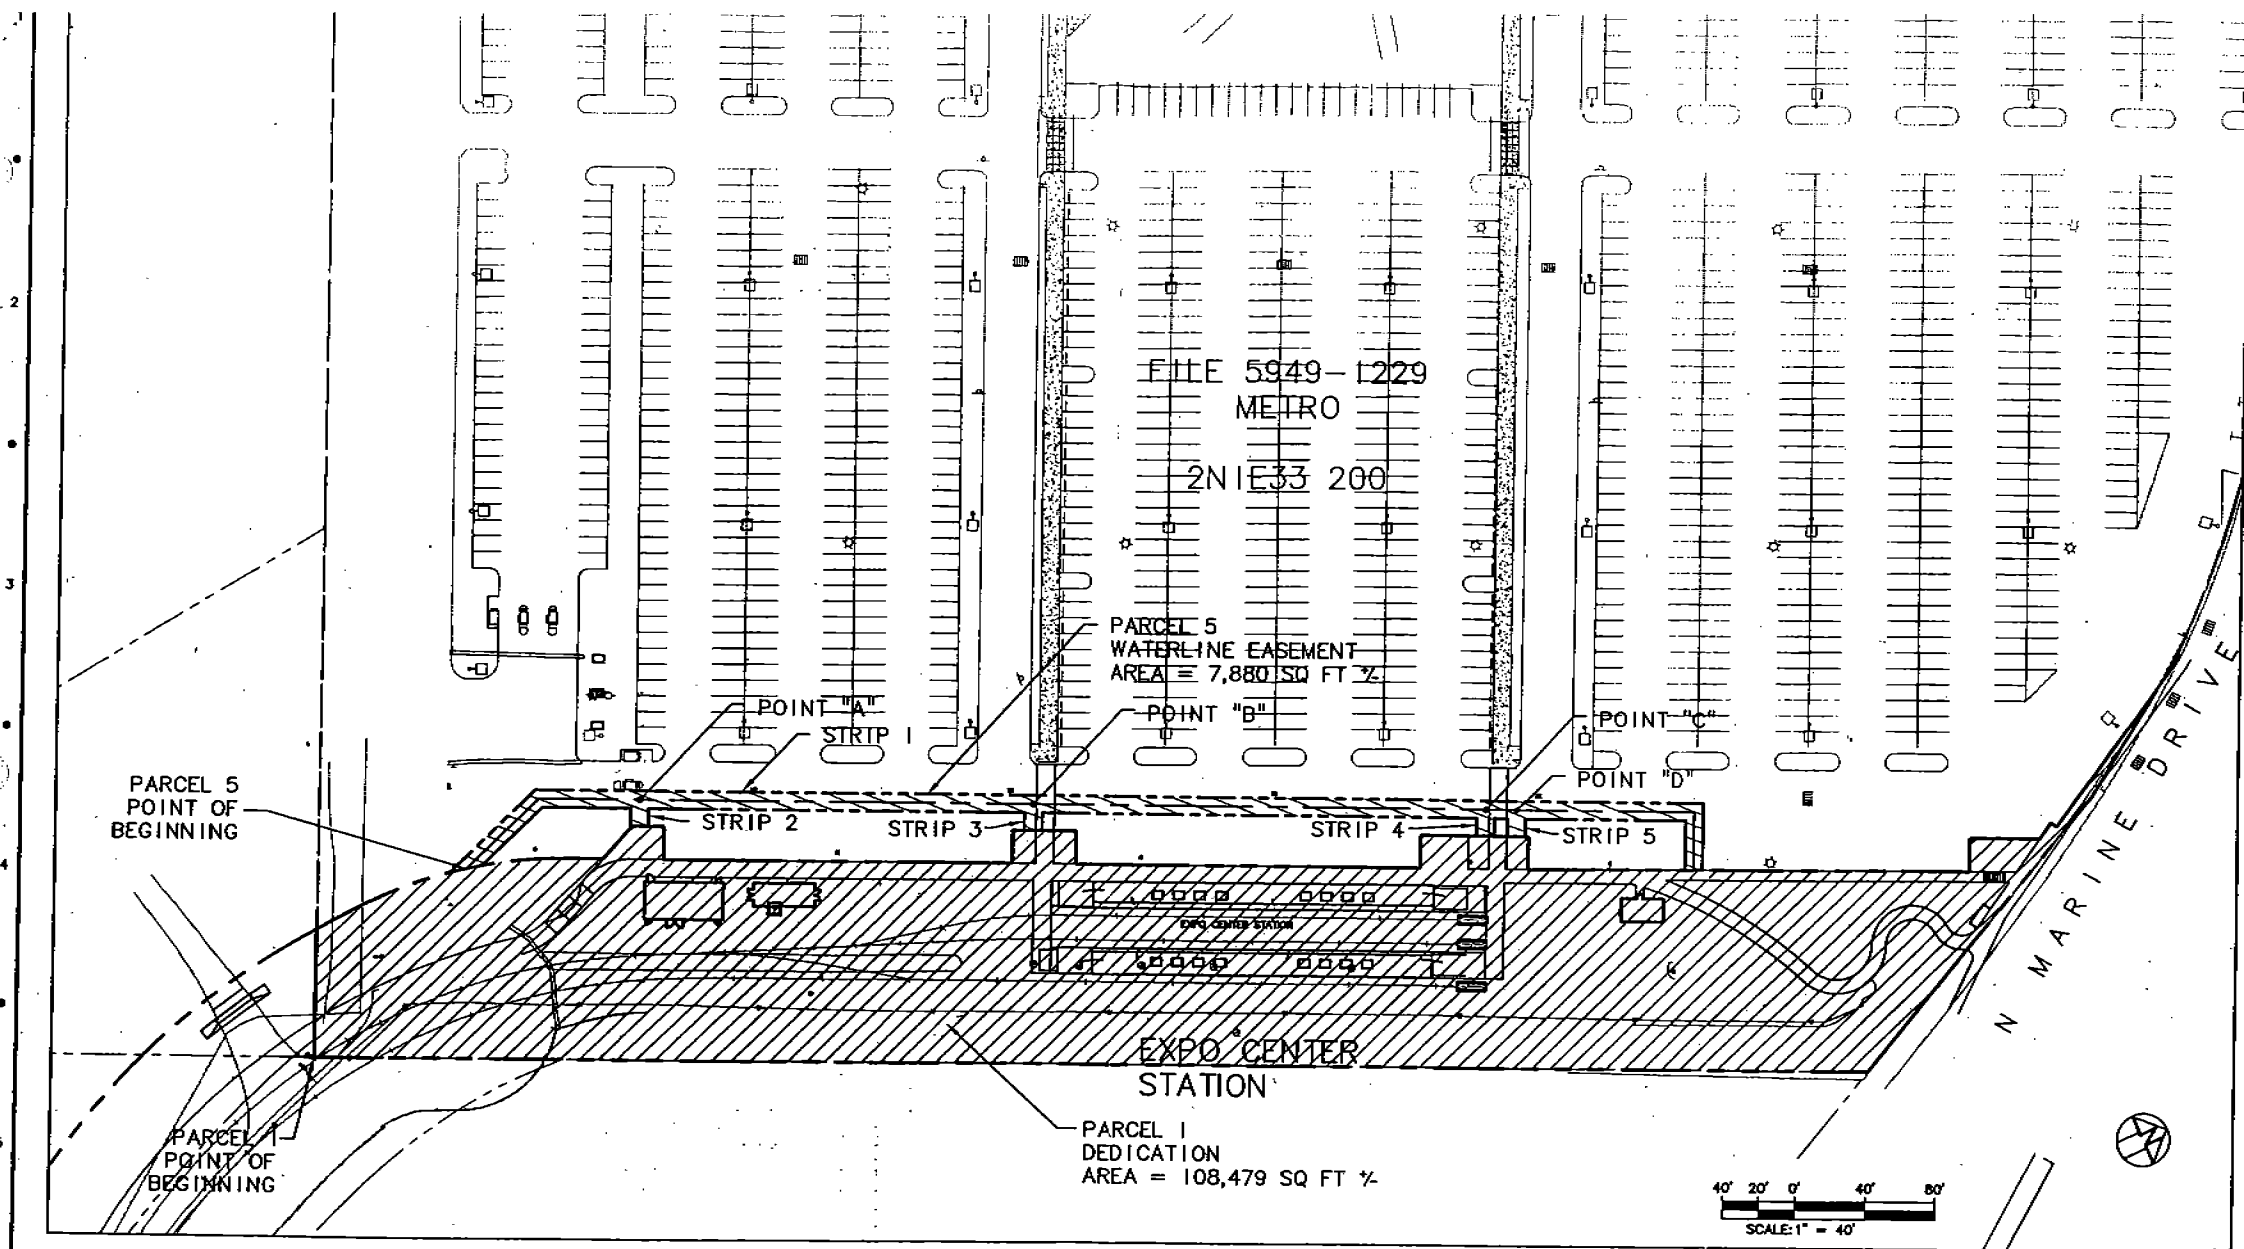 2
3
4
FILE 5949-1229
METRO
2N1E33 200
PARCEL 5
WATERLINE EASEMENT
AREA = 7,880 SQ FT +/-
POINT "A"
STRIP 1
POINT "B"
POINT "C"
POINT "D"
PARCEL 5
POINT OF
BEGINNING
STRIP 2
STRIP 3
STRIP 4
STRIP 5
N MARINE DRIVE
EXPO CENTER STATION
EXPO CENTER
STATION
PARCEL 1
POINT OF
BEGINNING
PARCEL 1
DEDICATION
AREA = 108,479 SQ FT +/-
40' 20' 0' 40' 80'
SCALE: 1" = 40'